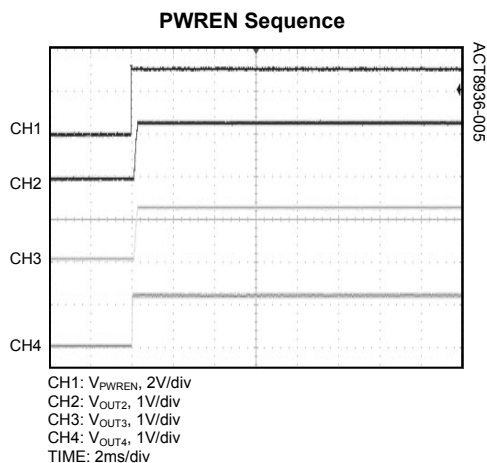 PWREN Sequence
ACT8936-005
CH1
CH2
CH3
CH4
CH1: VPWREN, 2V/div
CH2: VOUT2, 1V/div
CH3: VOUT3, 1V/div
CH4: VOUT4, 1V/div
TIME: 2ms/div